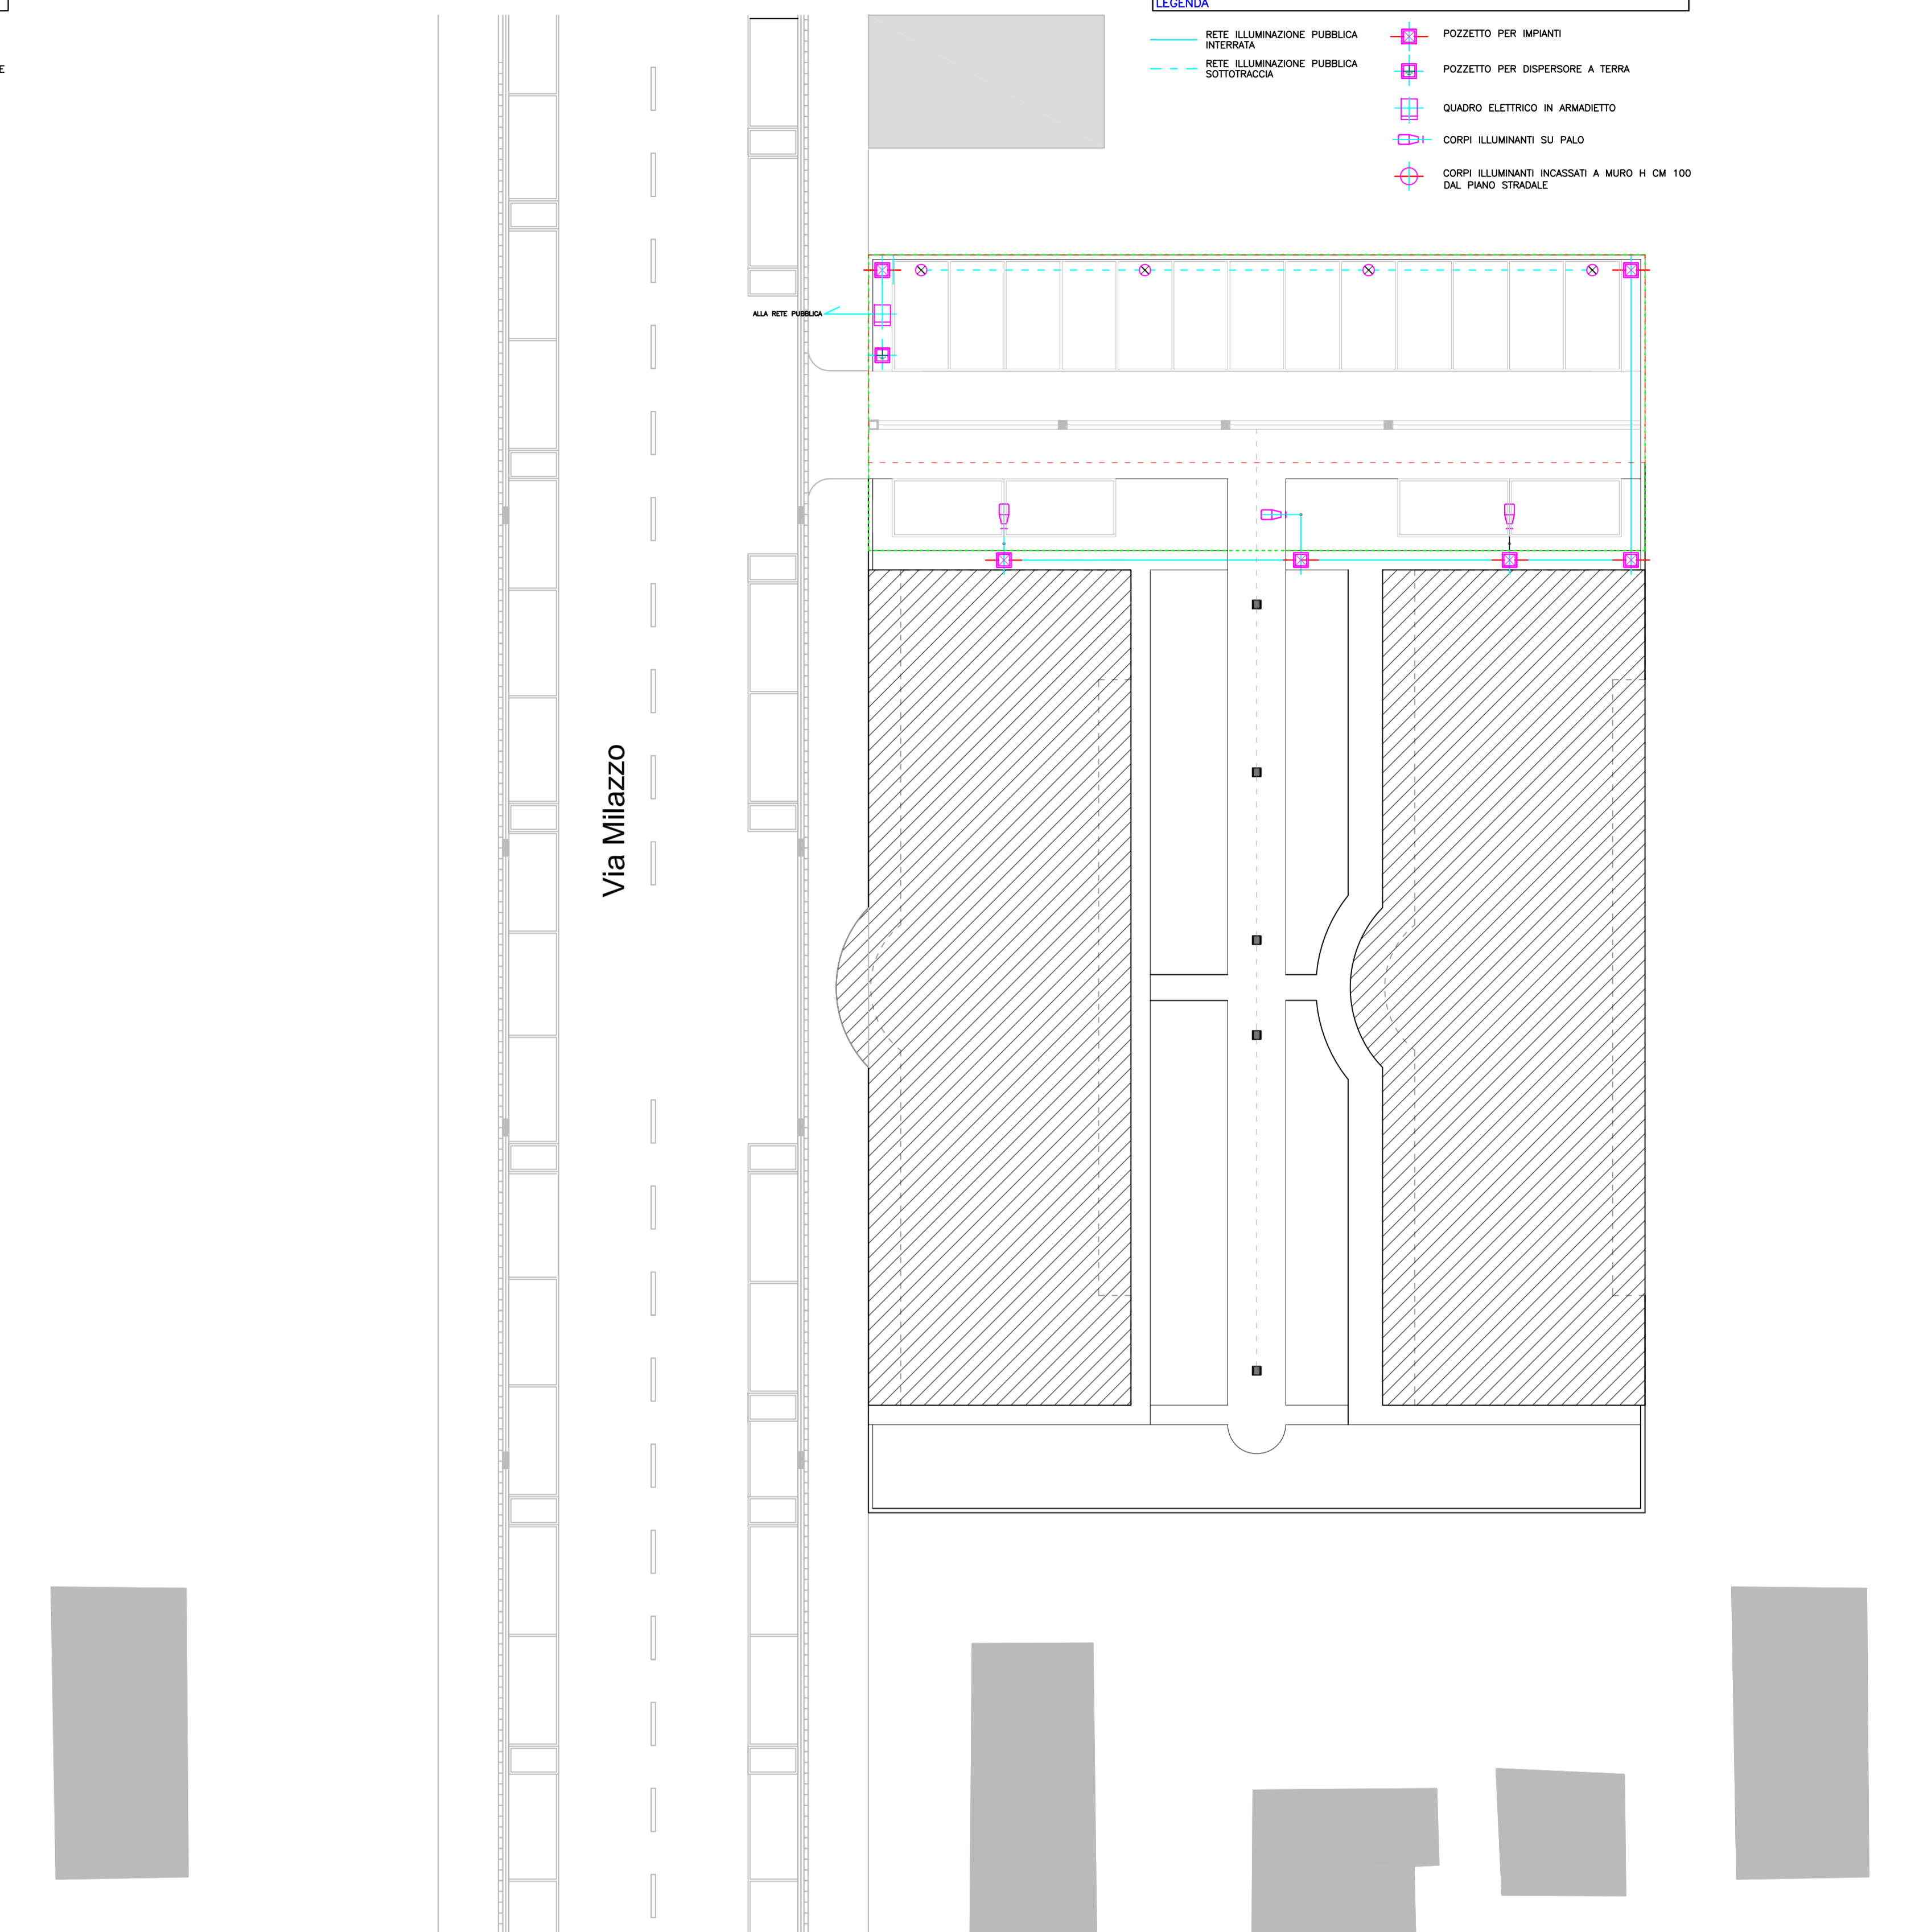 LEGENDA
E
RETE ILLUMINAZIONE PUBBLICA
INTERRATA
RETE ILLUMINAZIONE PUBBLICA
SOTTOTRACCIA
POZZETTO PER IMPIANTI
POZZETTO PER DISPERSORE A TERRA
QUADRO ELETTRICO IN ARMADIETTO
CORPI ILLUMINANTI SU PALO
CORPI ILLUMINANTI INCASSATI A MURO H CM 100
DAL PIANO STRADALE
ALLA RETE PUBBLICA
Via Milazzo